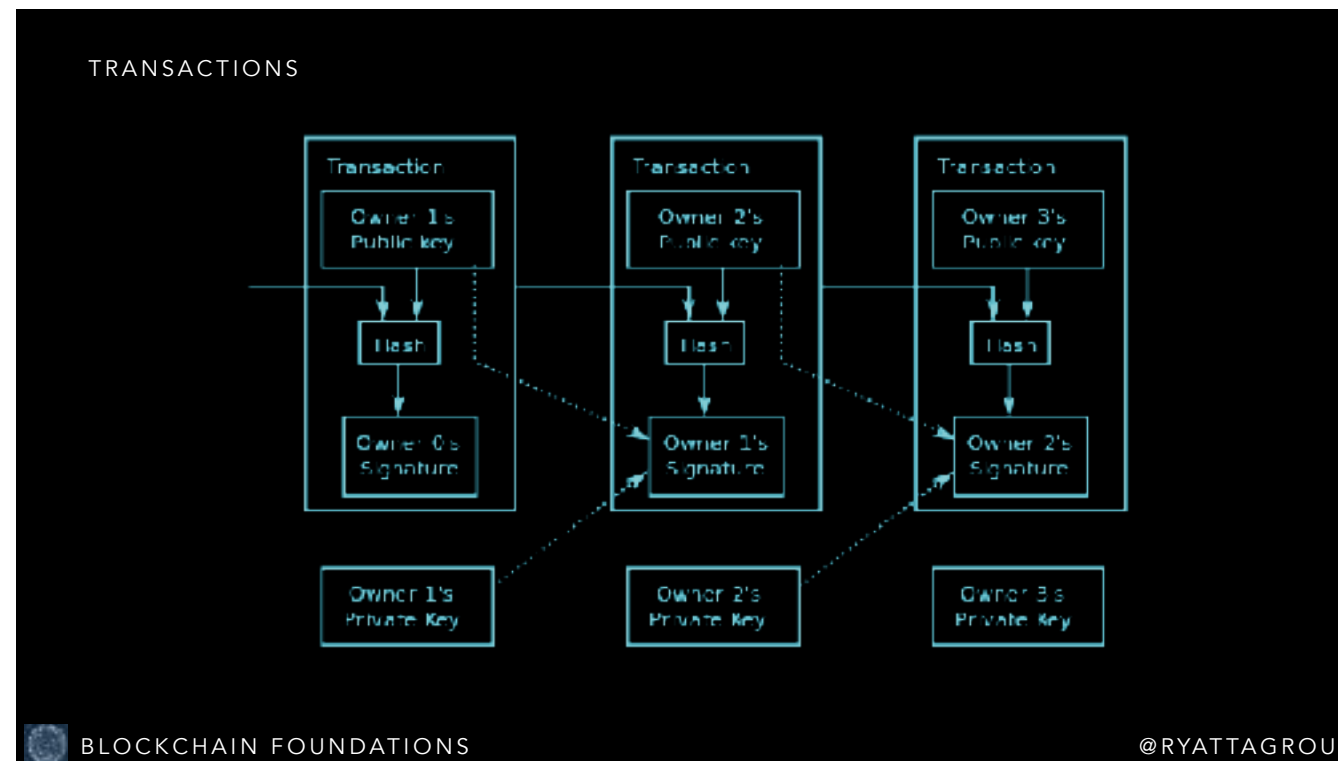 TRANSACTIONS
Transaction
Owner 1's
Public key
Hash
Owner 0's
Signature
Transaction
Owner 2's
Public key
Hash
Owner 1's
Signature
Transaction
Owner 3's
Public key
Hash
Owner 2's
Signature
Owner 1's
Private Key
Owner 2's
Private Key
Owner 3's
Private Key
BLOCKCHAIN FOUNDATIONS
@RYATTAGROU